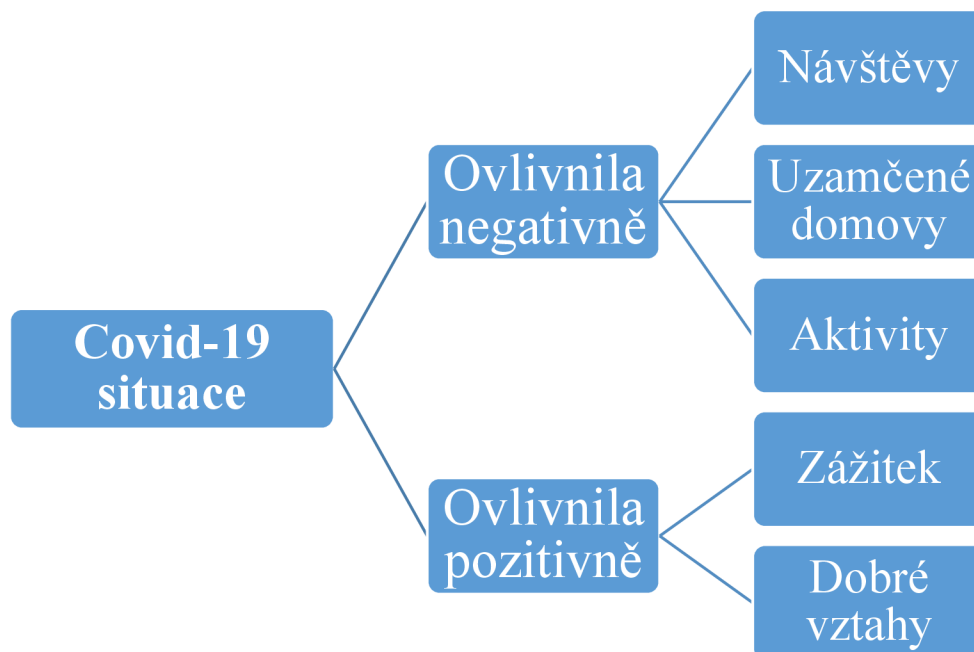 Covid-19
situace
Ovlivnila
negativně
Návštěvy
Uzamčené
domovy
Aktivity
Ovlivnila
pozitivně
Zážitek
Dobré
vztahy